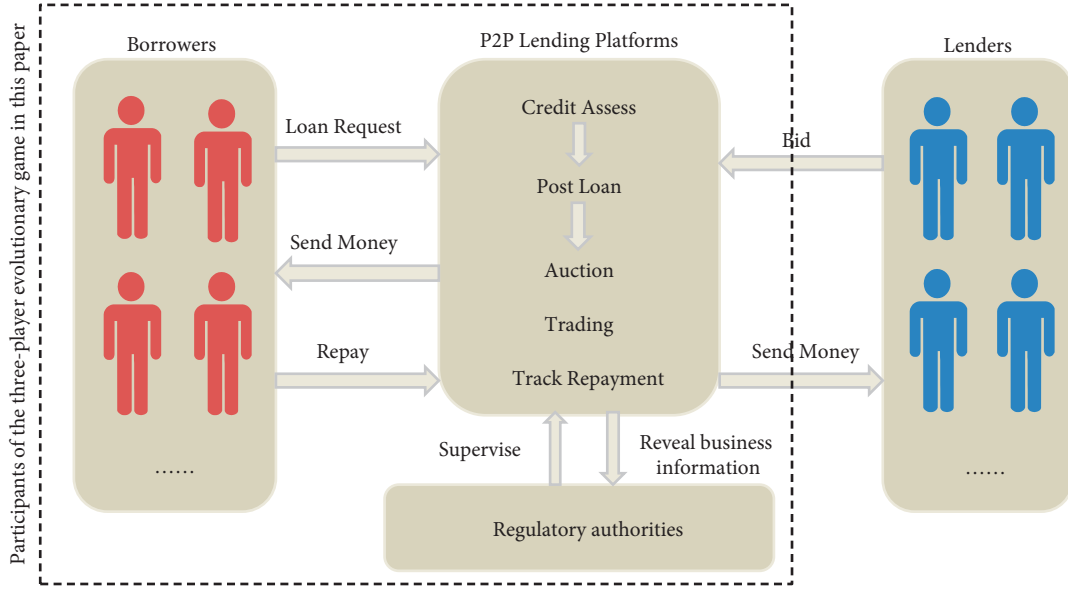 Participants of the three-player evolutionary game in this paper
Borrowers
P2P Lending Platforms
Lenders
Credit Assess
Loan Request
Bid
Post Loan
Send Money
Auction
Trading
Repay
Track Repayment
Send Money
Supervise
Reveal business
information
......
......
Regulatory authorities